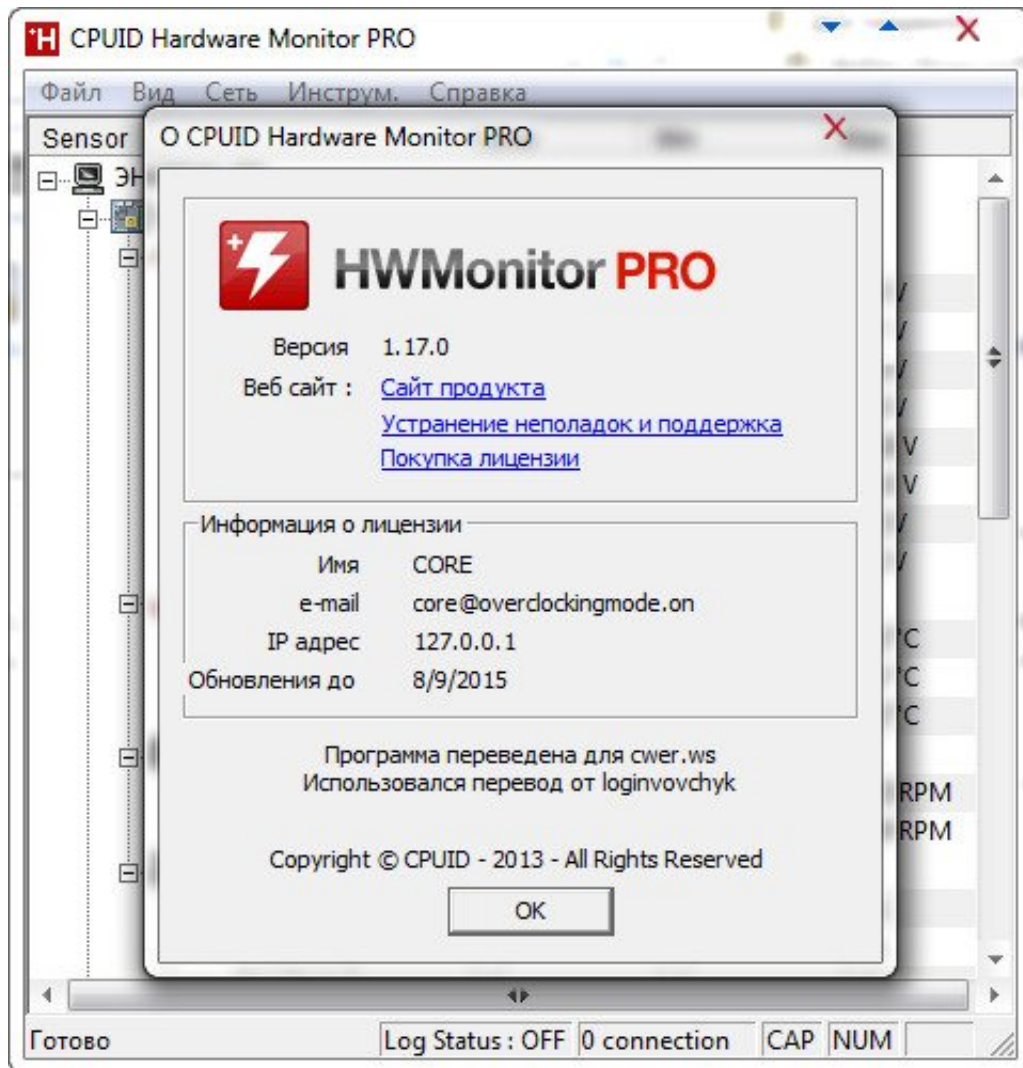 CPUID Hardware Monitor PRO
Файл Вид Сеть Инструм. Справка
Sensor
О CPUID Hardware Monitor PRO
HWMonitor PRO
Версия 1.17.0
Веб сайт : Сайт продукта
Устранение неполадок и поддержка
Покупка лицензии
V
V
V
V
V
V
V
V
Информация о лицензии
Имя CORE
e-mail core@overclockingmode.on
IP адрес 127.0.0.1
Обновления до 8/9/2015
°C
°C
°C
Программа переведена для cwer.ws
Использовался перевод от loginvovchyk
RPM
RPM
Copyright © CPUID - 2013 - All Rights Reserved
OK
Готово Log Status : OFF 0 connection CAP NUM